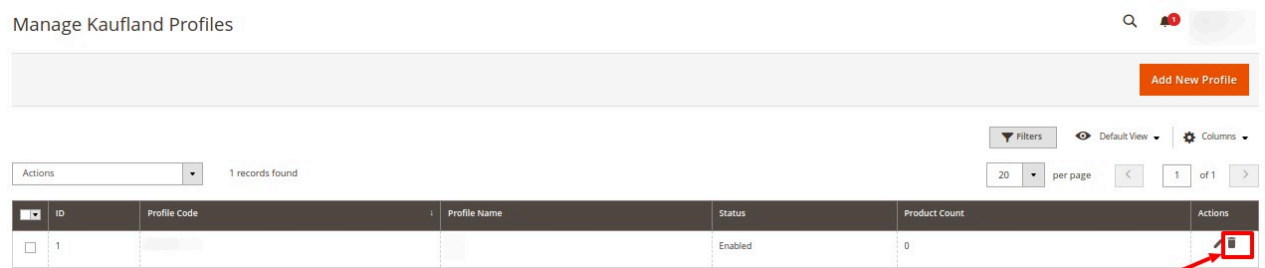 Manage Kaufland Profiles
1
Add New Profile
Filters
Default View
Columns
Actions
1 records found
20
per page
1
of 1
ID
Profile Code
Profile Name
Status
Product Count
Actions
1
Enabled
0